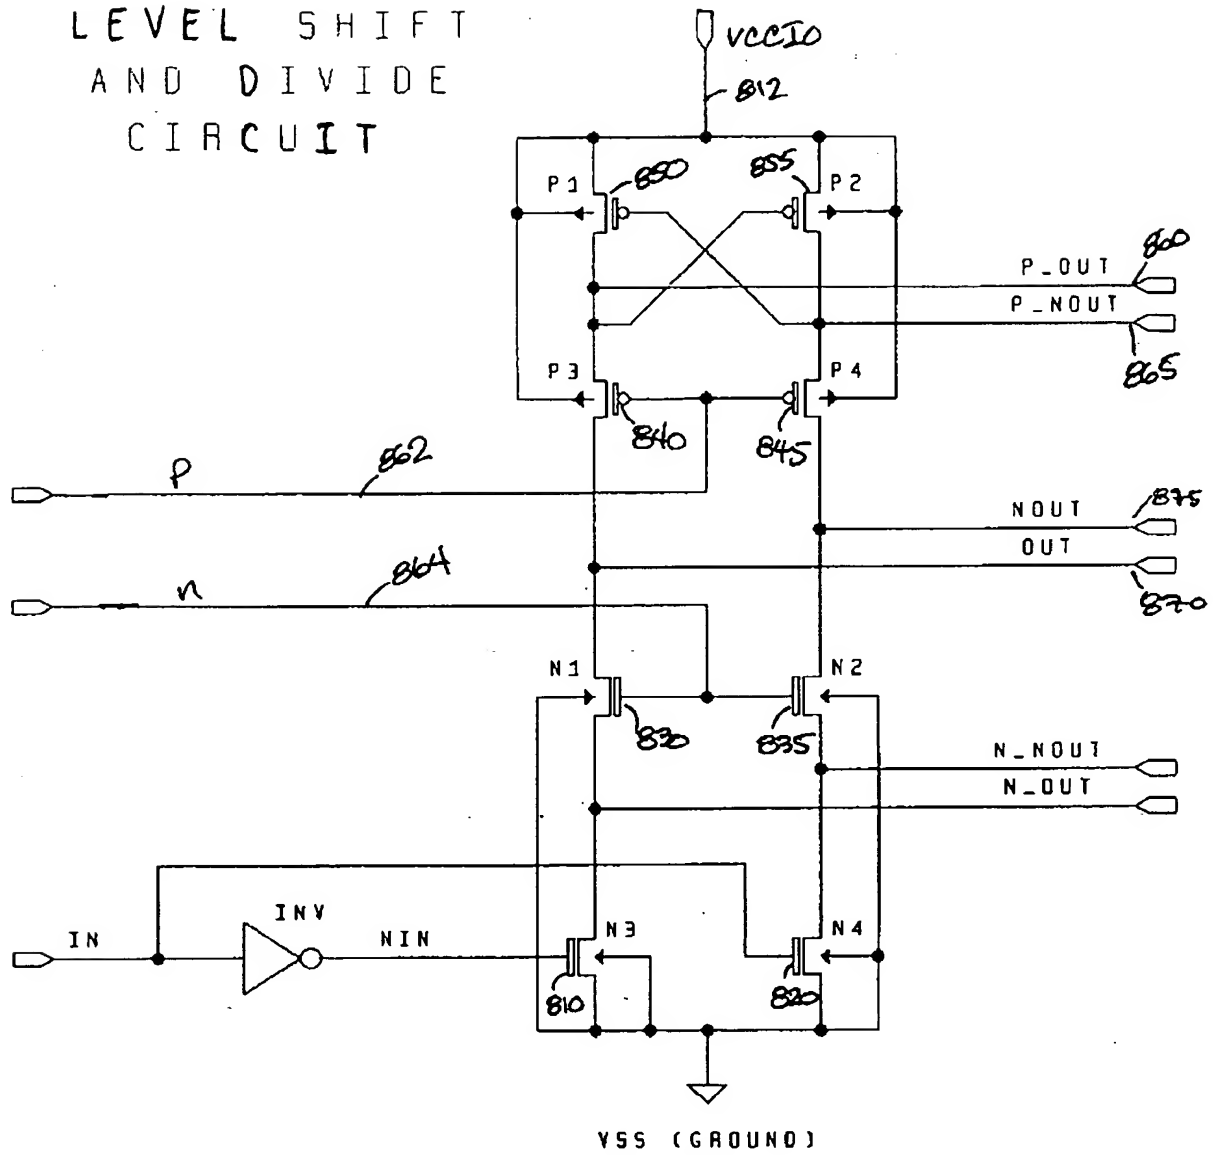 LEVEL SHIFT
AND DIVIDE
CIRCUIT
VCCIO
812
P1
850
855
P2
P_OUT
860
P_NOUT
865
P3
840
845
P4
P
862
NOUT
875
OUT
870
n
864
N1
830
835
N2
N_NOUT
N_OUT
IN
INV
NIN
N3
810
N4
820
VSS (GROUND)